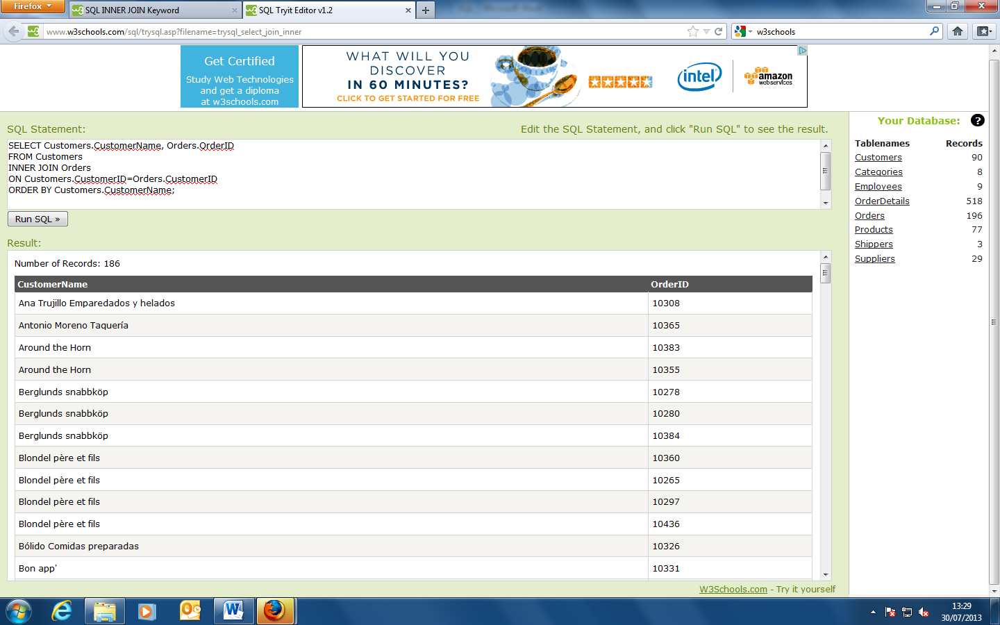 Firefox
SQL INNER JOIN Keyword
SQL Tryit Editor v1.2
www.w3schools.com/sql/trysql.asp?filename=trysql_select_join_inner
w3schools
Get Certified
Study Web Technologies
and get a diploma
at w3schools.com
WHAT WILL YOU
DISCOVER
IN 60 MINUTES?
CLICK TO GET STARTED FOR FREE
intel
amazon
webservices
SQL Statement:
Edit the SQL Statement, and click "Run SQL" to see the result.
SELECT Customers.CustomerName, Orders.OrderID
FROM Customers
INNER JOIN Orders
ON Customers.CustomerID=Orders.CustomerID
ORDER BY Customers.CustomerName;
Run SQL »
Result:
Number of Records: 186
CustomerName OrderID
Ana Trujillo Emparedados y helados 10308
Antonio Moreno Taquería 10365
Around the Horn 10383
Around the Horn 10355
Berglunds snabbköp 10278
Berglunds snabbköp 10280
Berglunds snabbköp 10384
Blondel père et fils 10360
Blondel père et fils 10265
Blondel père et fils 10297
Blondel père et fils 10436
Bólido Comidas preparadas 10326
Bon app' 10331
W3Schools.com - Try it yourself
Your Database: ?
Tablenames Records
Customers 90
Categories 8
Employees 9
OrderDetails 518
Orders 196
Products 77
Shippers 3
Suppliers 29
13:29
30/07/2013